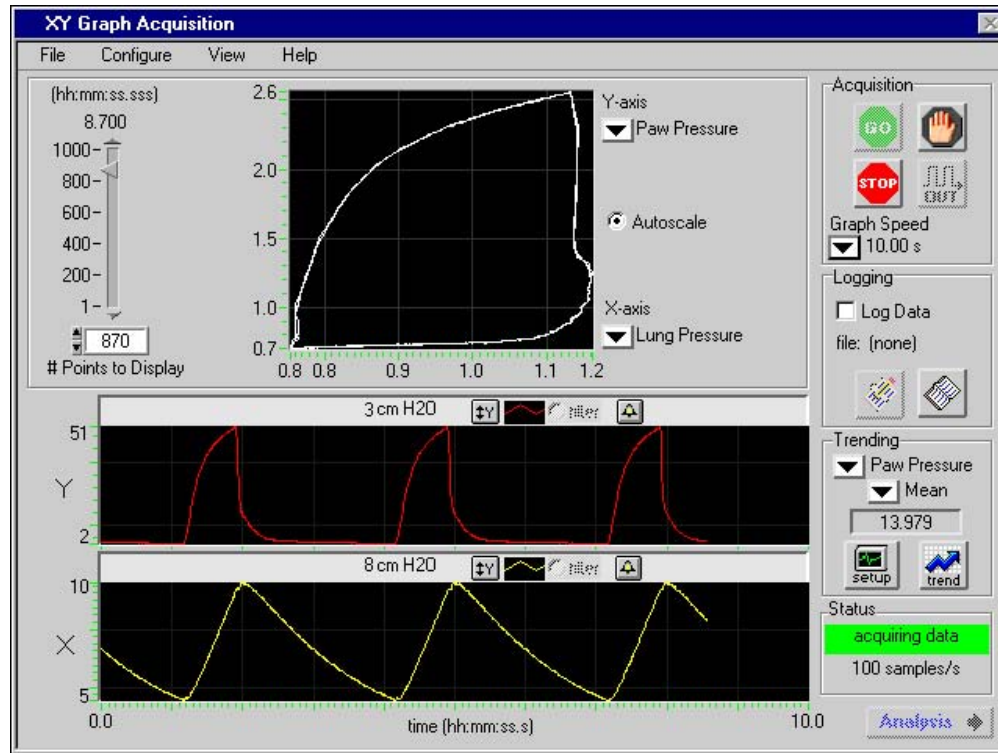 XY Graph Acquisition
File Configure View Help
(hh:mm:ss.sss)
8.700
1000
800
600
400
200
1
870
# Points to Display
2.6
2.0
1.5
1.0
0.7
0.8 0.8 0.9 1.0 1.1 1.2
Y-axis
Paw Pressure
Autoscale
X-axis
Lung Pressure
Acquisition
GO
STOP
OUT
Graph Speed
10.00 s
Logging
Log Data
file: (none)
Trending
Paw Pressure
Mean
13.979
setup
trend
Status
acquiring data
100 samples/s
Analysis
3 cm H2O
Y
filter
51
Y
2
8 cm H2O
Y
filter
10
X
5
0.0
time (hh:mm:ss.s)
10.0